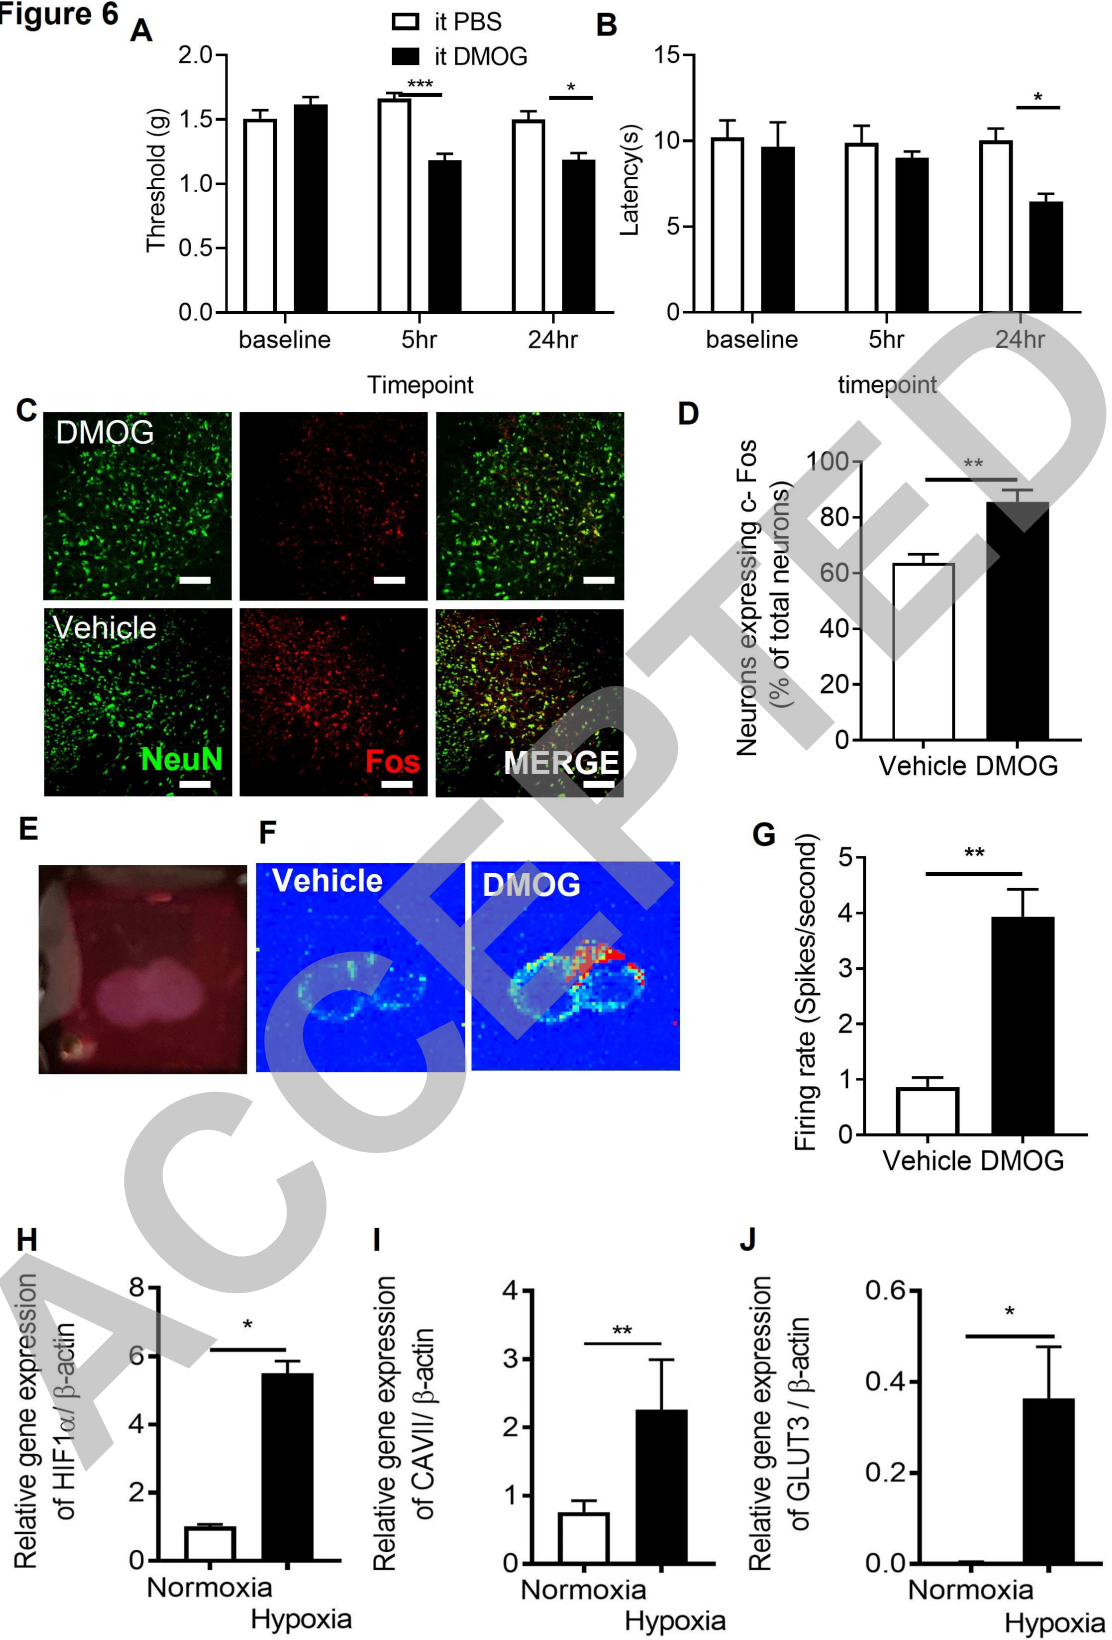 Figure 6
A
it PBS
it DMOG
B
2.0
1.5
1.0
0.5
0.0
Threshold (g)
***
*
baseline
5hr
24hr
Timepoint
15
10
5
0
Latency(s)
*
baseline
5hr
24hr
timepoint
C
DMOG
Vehicle
NeuN
Fos
MERGE
D
100
80
60
40
20
0
Neurons expressing c- Fos
(% of total neurons)
**
Vehicle DMOG
E
F
Vehicle
DMOG
G
5
4
3
2
1
0
Firing rate (Spikes/second)
**
Vehicle DMOG
H
8
6
4
2
0
Relative gene expression
of HIF1α/ β-actin
*
Normoxia
Hypoxia
I
4
3
2
1
0
Relative gene expression
of CAVII/ β-actin
**
Normoxia
Hypoxia
J
0.6
0.4
0.2
0.0
Relative gene expression
of GLUT3 / β-actin
*
Normoxia
Hypoxia
ACCEPTED